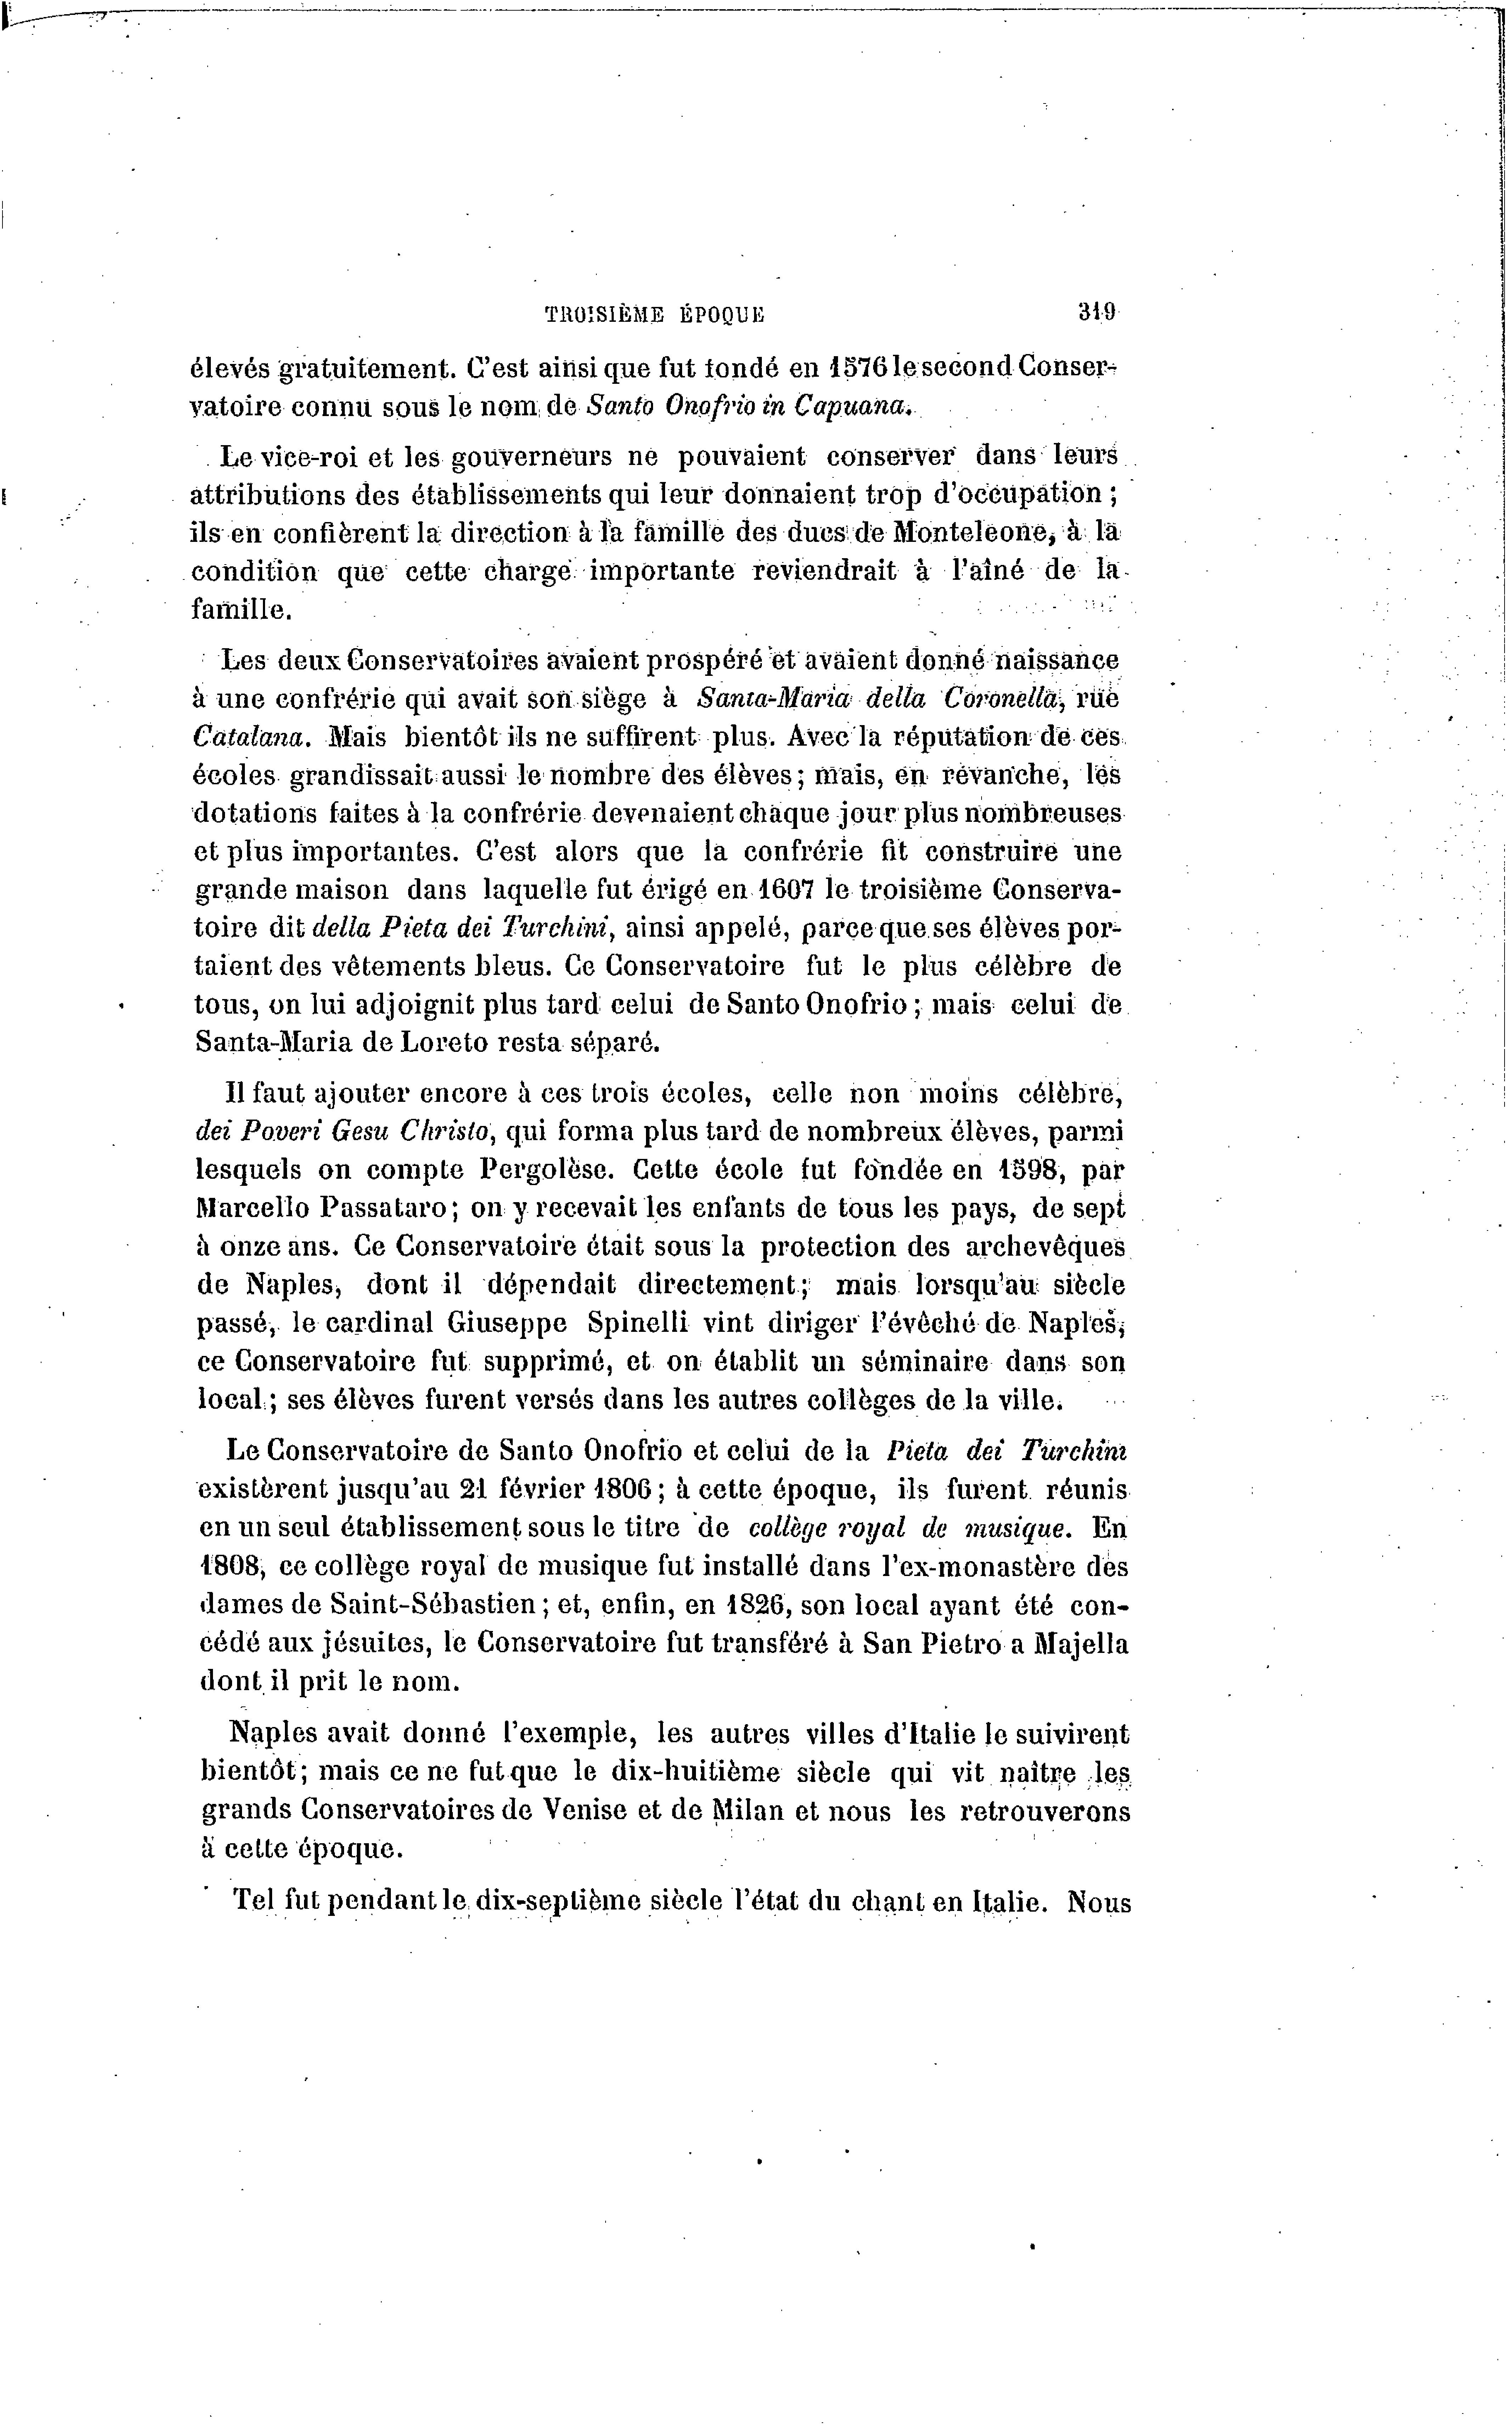 TROISIÈME ÉPOQUE 319
élevés gratuitement. C'est ainsi que fut fondé en 1576 le second Conser-
vatoire connu sous le nom de Santo Onofrio in Capuana.
Le vice-roi et les gouverneurs ne pouvaient conserver dans leurs
attributions des établissements qui leur donnaient trop d'occupation ;
ils en confièrent la direction à la famille des ducs de Monteleone, à la
condition que cette charge importante reviendrait à l'aîné de la
famille.
Les deux Conservatoires avaient prospéré et avaient donné naissance
à une confrérie qui avait son siège à Santa-Maria della Coronella, rue
Catalana. Mais bientôt ils ne suffirent plus. Avec la réputation de ces
écoles grandissait aussi le nombre des élèves ; mais, en revanche, les
dotations faites à la confrérie devenaient chaque jour plus nombreuses
et plus importantes. C'est alors que la confrérie fit construire une
grande maison dans laquelle fut érigé en 1607 le troisième Conserva-
toire dit della Pieta dei Turchini, ainsi appelé, parce que ses élèves por-
taient des vêtements bleus. Ce Conservatoire fut le plus célèbre de
tous, on lui adjoignit plus tard celui de Santo Onofrio ; mais celui de
Santa-Maria de Loreto resta séparé.
Il faut ajouter encore à ces trois écoles, celle non moins célèbre,
dei Poveri Gesu Christo, qui forma plus tard de nombreux élèves, parmi
lesquels on compte Pergolèse. Cette école fut fondée en 1598, par
Marcello Passataro ; on y recevait les enfants de tous les pays, de sept
à onze ans. Ce Conservatoire était sous la protection des archevêques
de Naples, dont il dépendait directement ; mais lorsqu'au siècle
passé, le cardinal Giuseppe Spinelli vint diriger l'évêché de Naples,
ce Conservatoire fut supprimé, et on établit un séminaire dans son
local ; ses élèves furent versés dans les autres collèges de la ville.
Le Conservatoire de Santo Onofrio et celui de la Pieta dei Turchini
existèrent jusqu'au 21 février 1806 ; à cette époque, ils furent réunis
en un seul établissement sous le titre de collège royal de musique. En
1808, ce collège royal de musique fut installé dans l'ex-monastère des
dames de Saint-Sébastien ; et, enfin, en 1826, son local ayant été con-
cédé aux jésuites, le Conservatoire fut transféré à San Pietro a Majella
dont il prit le nom.
Naples avait donné l'exemple, les autres villes d'Italie le suivirent
bientôt ; mais ce ne fut que le dix-huitième siècle qui vit naître les
grands Conservatoires de Venise et de Milan et nous les retrouverons
à cette époque.
Tel fut pendant le dix-septième siècle l'état du chant en Italie. Nous